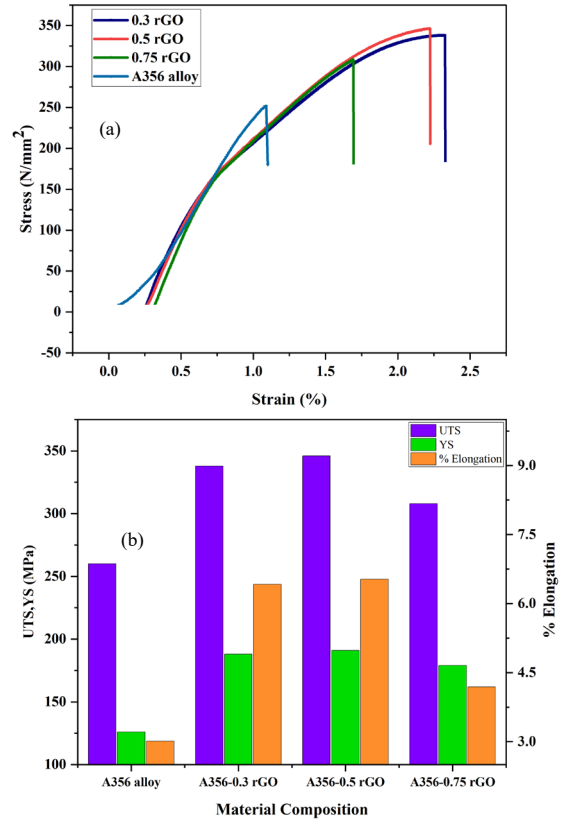 0.3 rGO
0.5 rGO
0.75 rGO
A356 alloy
(a)
Stress (N/mm²)
350
300
250
200
150
100
50
0
-50
0.0 0.5 1.0 1.5 2.0 2.5
Strain (%)
UTS
YS
% Elongation
(b)
UTS,YS (MPa)
350
300
250
200
150
100
9.0
7.5
6.0
4.5
3.0
% Elongation
A356 alloy A356-0.3 rGO A356-0.5 rGO A356-0.75 rGO
Material Composition